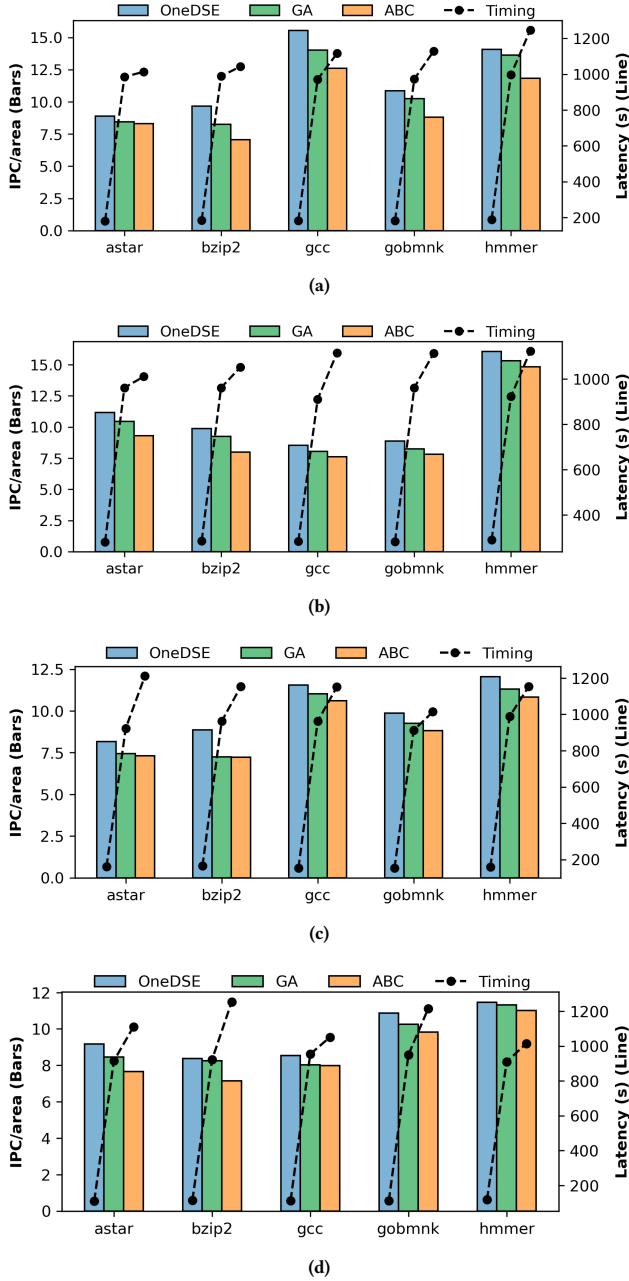 OneDSE GA ABC Timing
IPC/area (Bars)
15.0
12.5
10.0
7.5
5.0
2.5
0.0
1200
1000
800
600
400
200
Latency (s) (Line)
astar bzip2 gcc gobmnk hmmer
(a)
OneDSE GA ABC Timing
IPC/area (Bars)
15.0
12.5
10.0
7.5
5.0
2.5
0.0
1000
800
600
400
Latency (s) (Line)
astar bzip2 gcc gobmnk hmmer
(b)
OneDSE GA ABC Timing
IPC/area (Bars)
12.5
10.0
7.5
5.0
2.5
0.0
1200
1000
800
600
400
200
Latency (s) (Line)
astar bzip2 gcc gobmnk hmmer
(c)
OneDSE GA ABC Timing
IPC/area (Bars)
12
10
8
6
4
2
0
1200
1000
800
600
400
200
Latency (s) (Line)
astar bzip2 gcc gobmnk hmmer
(d)